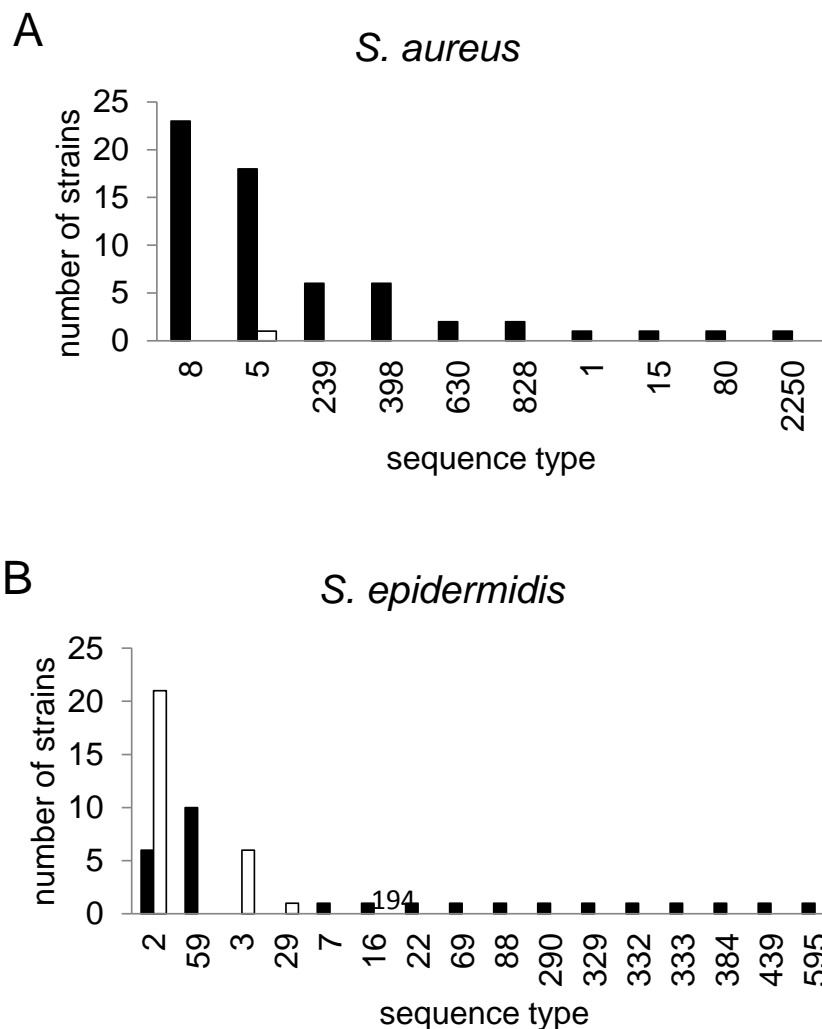 A
S. aureus
number of strains
25
20
15
10
5
0
8 5 239 398 630 828 1 15 80 2250
sequence type
B
S. epidermidis
number of strains
25
20
15
10
5
0
194
2 59 3 29 7 16 22 69 88 290 329 332 333 384 439 595
sequence type